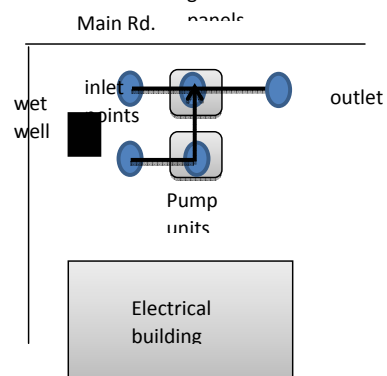 Main Rd.
panels
inlet
points
wet
well
outlet
Pump
units
Electrical
building